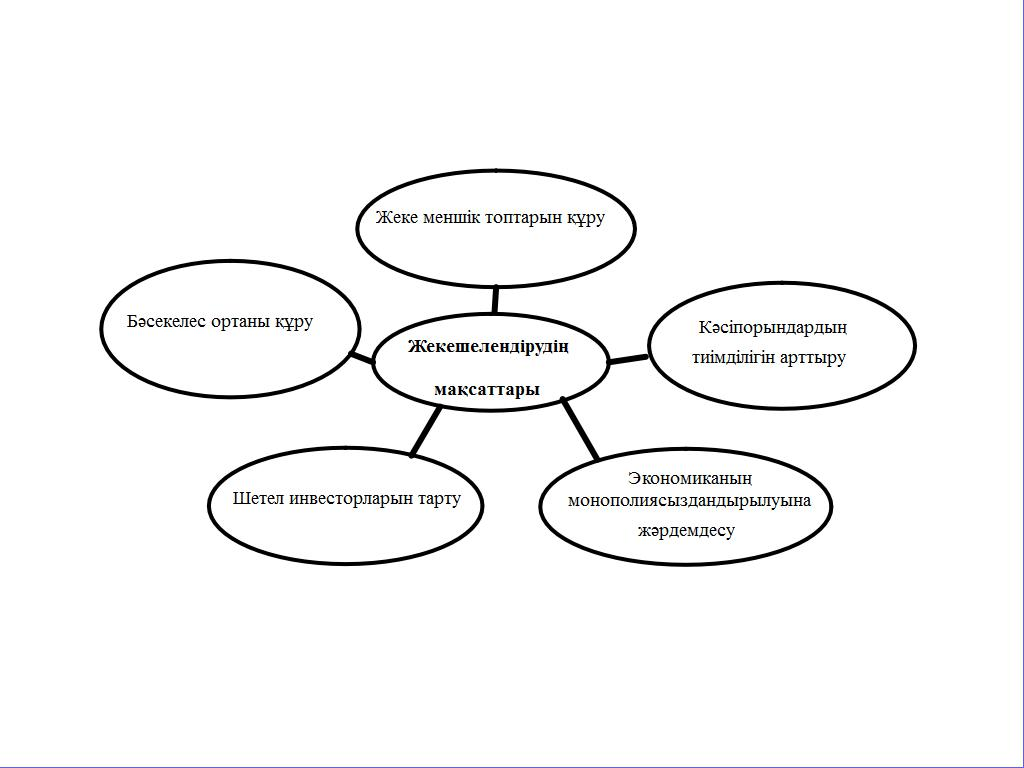 Жеке меншік топтарын құру
Бәсекелес ортаны құру
Жекешелендірудің
мақсаттары
Кәсіпорындардың
тиімділігін арттыру
Шетел инвесторларын тарту
Экономиканың
монополиясыздандырылуына
жәрдемдесу